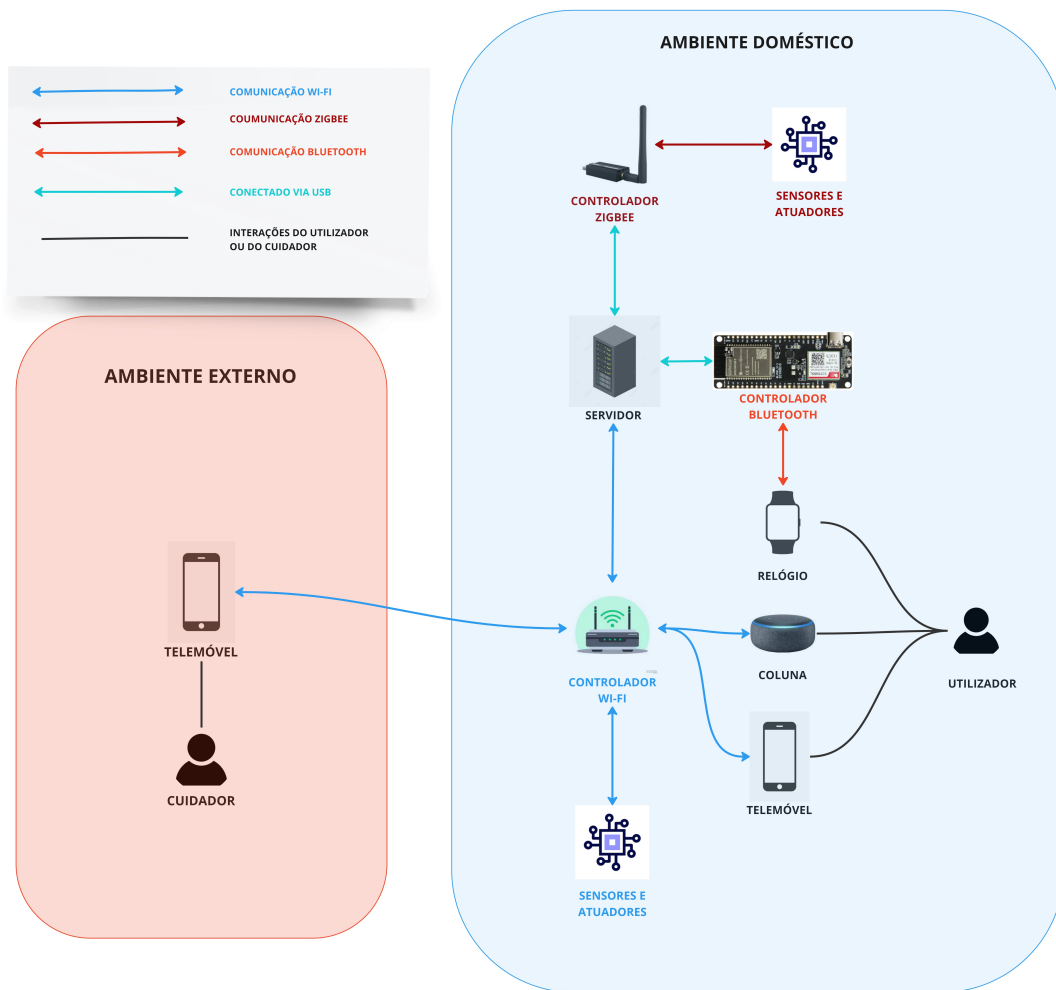 AMBIENTE DOMÉSTICO
COMUNICAÇÃO WI-FI
COUMUNICAÇÃO ZIGBEE
COMUNICAÇÃO BLUETOOTH
CONECTADO VIA USB
INTERAÇÕES DO UTILIZADOR
OU DO CUIDADOR
CONTROLADOR
ZIGBEE
SENSORES E
ATUADORES
AMBIENTE EXTERNO
SERVIDOR
CONTROLADOR
BLUETOOTH
RELÓGIO
TELEMÓVEL
CUIDADOR
CONTROLADOR
WI-FI
COLUNA
UTILIZADOR
TELEMÓVEL
SENSORES E
ATUADORES